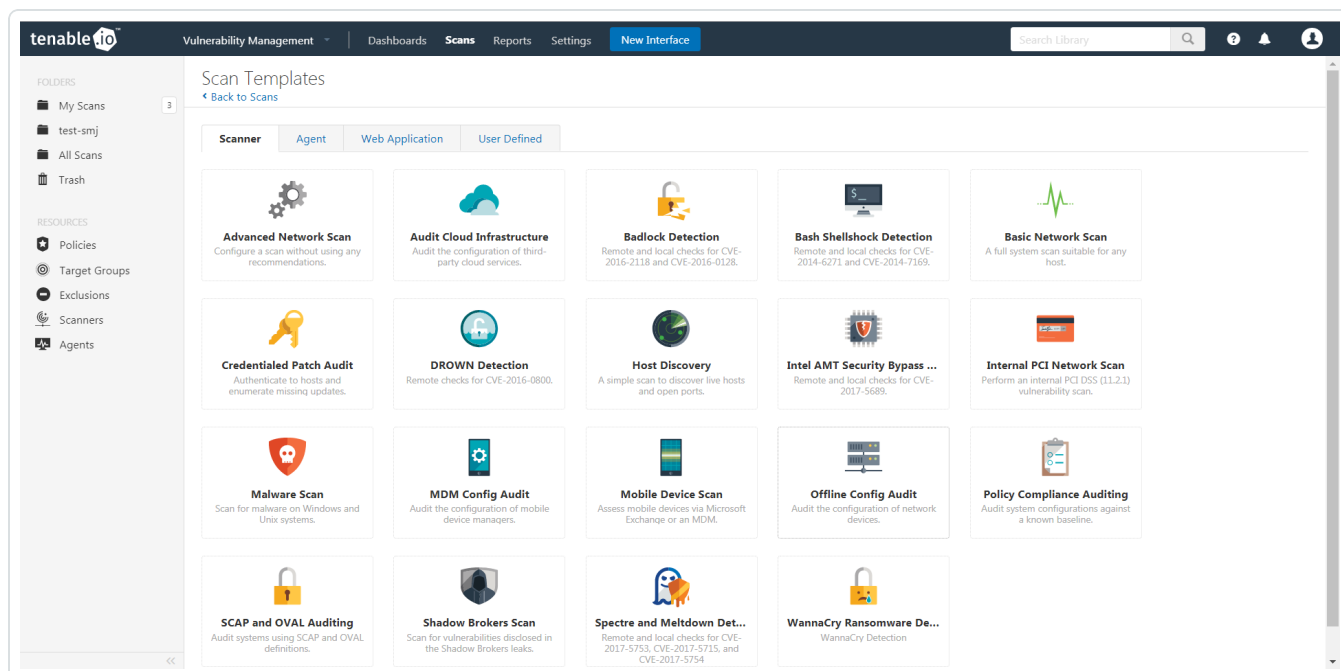 tenable.io™
Vulnerability Management Dashboards Scans Reports Settings New Interface Search Library
FOLDERS
My Scans 3
test-smj
All Scans
Trash
RESOURCES
Policies
Target Groups
Exclusions
Scanners
Agents
Scan Templates
Back to Scans
Scanner Agent Web Application User Defined
Advanced Network Scan
Configure a scan without using any
recommendations.
Audit Cloud Infrastructure
Audit the configuration of third-
party cloud services.
Badlock Detection
Remote and local checks for CVE-
2016-2118 and CVE-2016-0128.
$_
Bash Shellshock Detection
Remote and local checks for CVE-
2014-6271 and CVE-2014-7169.
Basic Network Scan
A full system scan suitable for any
host.
Credentialed Patch Audit
Authenticate to hosts and
enumerate missing updates.
DROWN Detection
Remote checks for CVE-2016-0800.
Host Discovery
A simple scan to discover live hosts
and open ports.
Intel AMT Security Bypass ...
Remote and local checks for CVE-
2017-5689.
Internal PCI Network Scan
Perform an internal PCI DSS (11.2.1)
vulnerability scan.
Malware Scan
Scan for malware on Windows and
Unix systems.
MDM Config Audit
Audit the configuration of mobile
device managers.
Mobile Device Scan
Assess mobile devices via Microsoft
Exchange or an MDM.
Offline Config Audit
Audit the configuration of network
devices.
Policy Compliance Auditing
Audit system configurations against
a known baseline.
SCAP and OVAL Auditing
Audit systems using SCAP and OVAL
definitions.
Shadow Brokers Scan
Scan for vulnerabilities disclosed in
the Shadow Brokers leaks.
Spectre and Meltdown Det...
Remote and local checks for CVE-
2017-5753, CVE-2017-5715, and
CVE-2017-5754
WannaCry Ransomware De...
WannaCry Detection